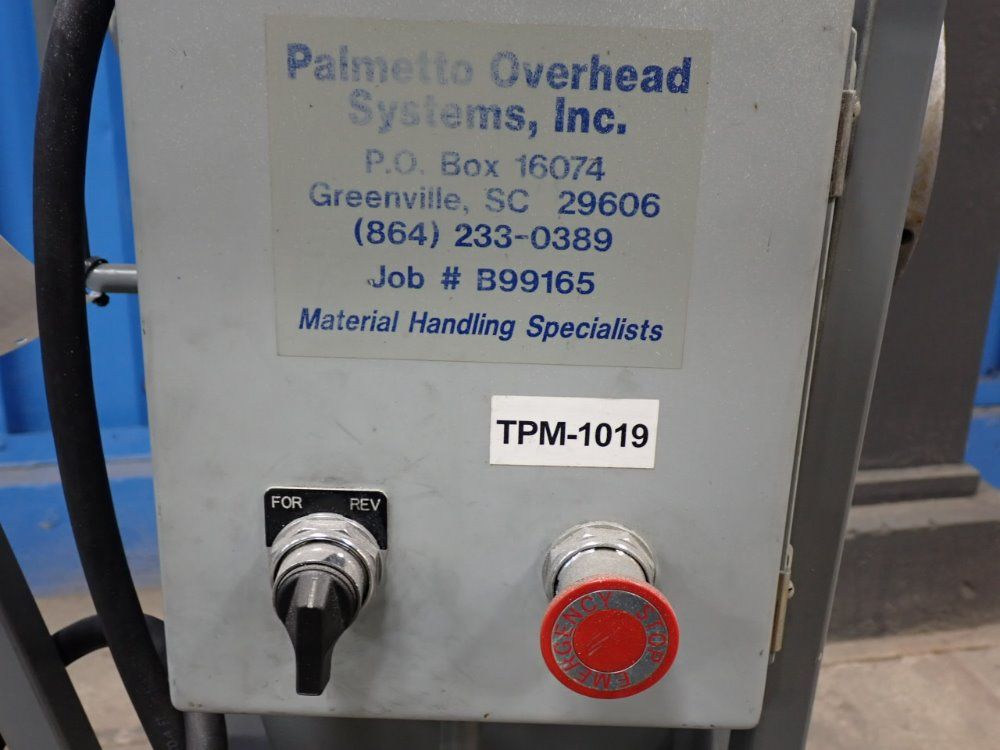 Palmetto Overhead
Systems, Inc.
P.O. Box 16074
Greenville, SC 29606
(864) 233-0389
Job # B99165
Material Handling Specialists
TPM-1019
FOR REV
EMERGENCY STOP